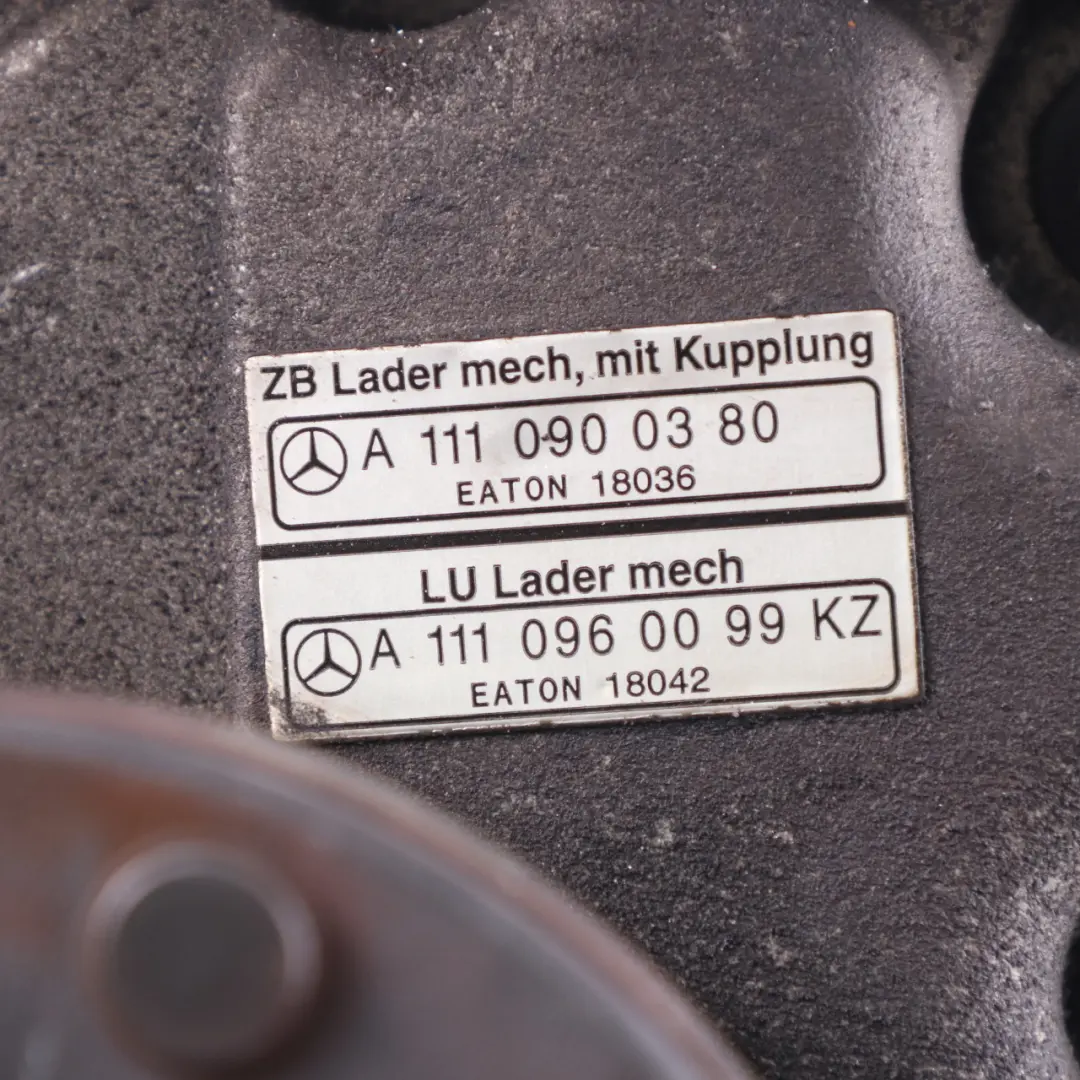 ZB Lader mech, mit Kupplung
A 111 090 03 80
EATON 18036
LU Lader mech
A 111 096 00 99 KZ
EATON 18042